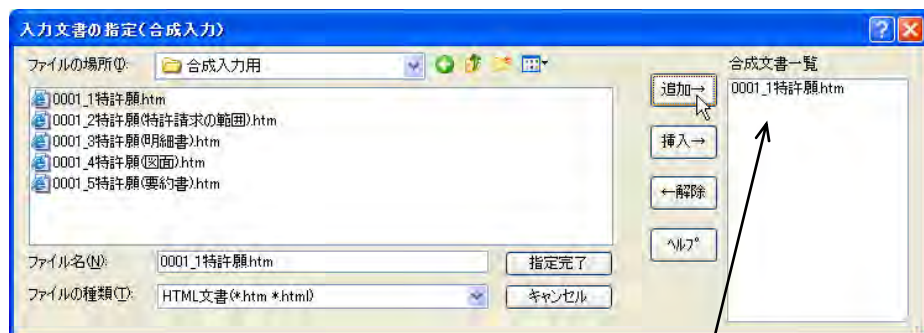 入力文書の指定(合成入力)
ファイルの場所(I):
合成入力用
0001_1特許願.htm
0001_2特許願(特許請求の範囲).htm
0001_3特許願(明細書).htm
0001_4特許願(図面).htm
0001_5特許願(要約書).htm
ファイル名(N):
0001_1特許願.htm
指定完了
ファイルの種類(T):
HTML文書(*.htm *.html)
キャンセル
追加→
挿入→
←解除
ヘルプ
合成文書一覧
0001_1特許願.htm